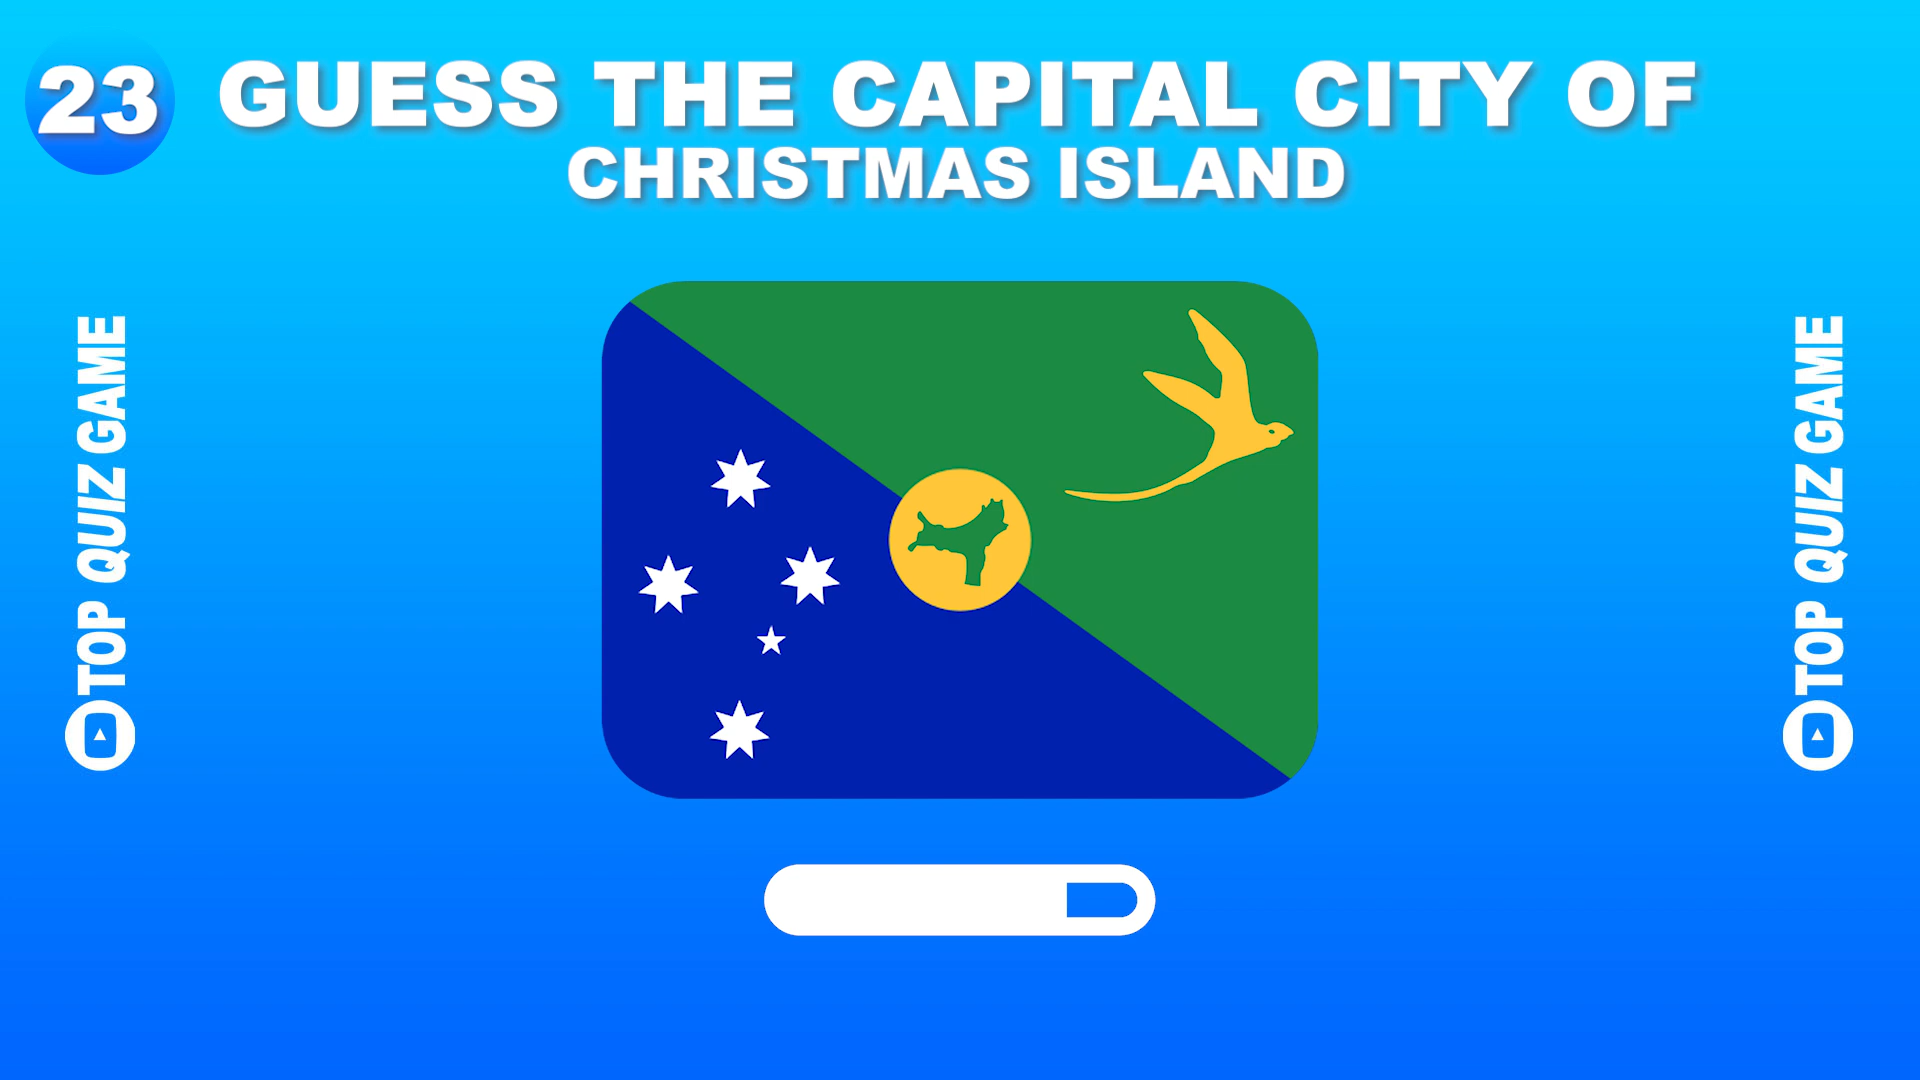 23
GUESS THE CAPITAL CITY OF
CHRISTMAS ISLAND
TOP QUIZ GAME
TOP QUIZ GAME